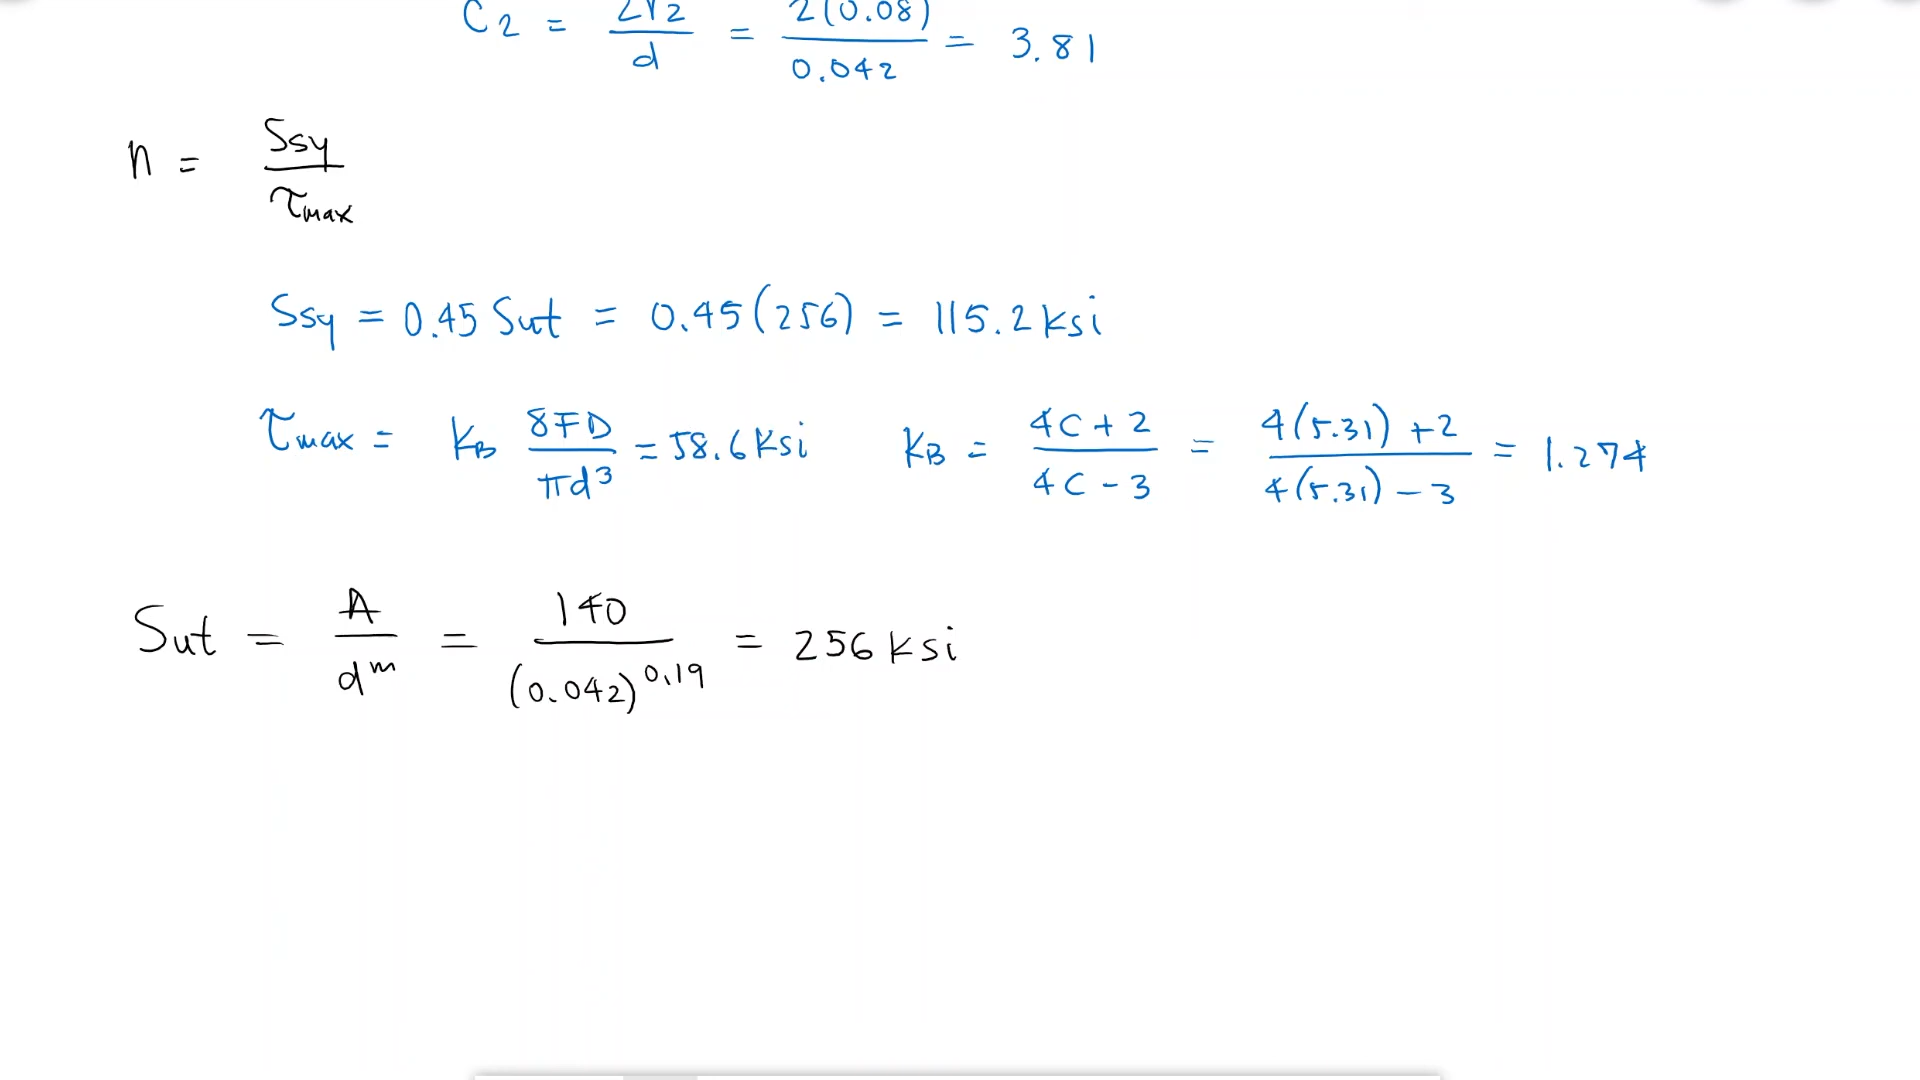 C2 = 2r2/d = 2(0.08)/0.042 = 3.81
n = Ssy/τmax
Ssy = 0.45 Sut = 0.45(256) = 115.2 ksi
τmax = KB 8FD/πd³ = 58.6 ksi KB = 4C+2/4C-3 = 4(5.31)+2/4(5.31)-3 = 1.274
Sut = A/d^m = 140/(0.042)^0.19 = 256 ksi